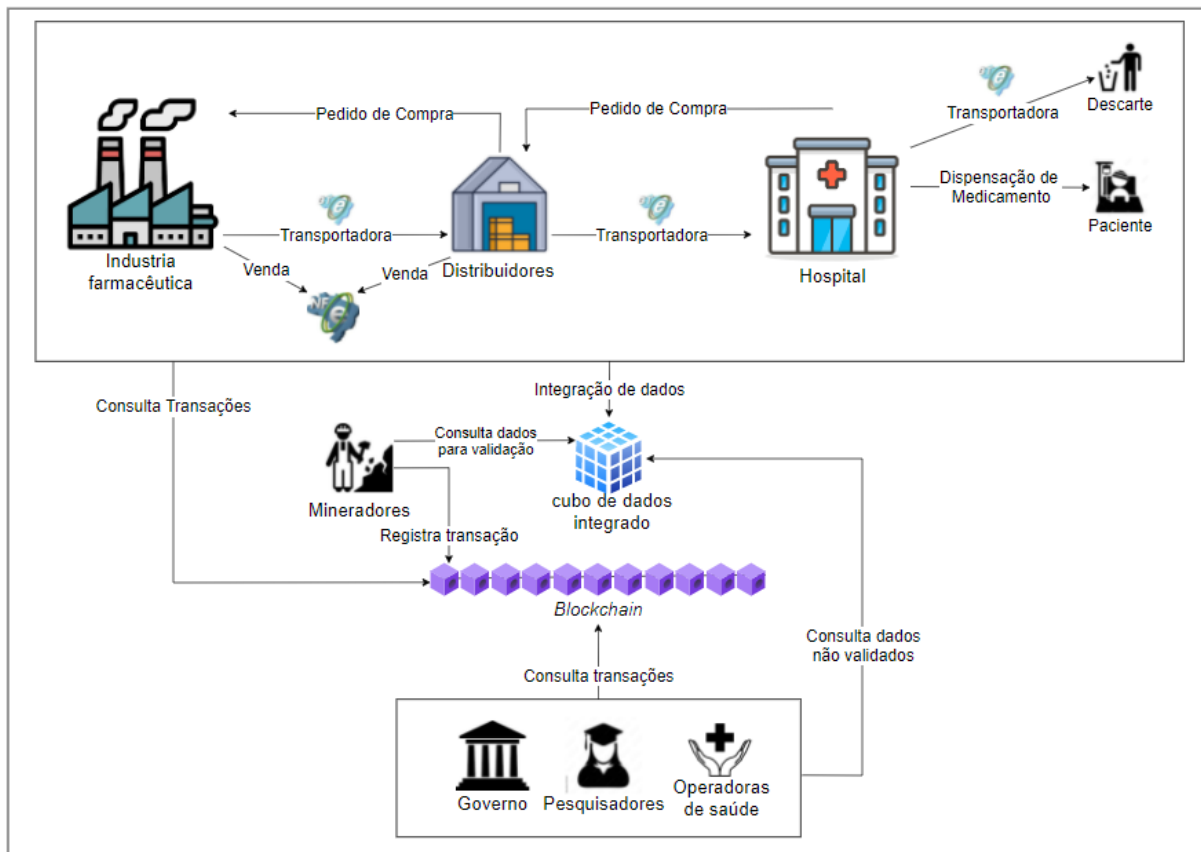 Pedido de Compra
Pedido de Compra
Transportadora
Descarte
Dispensação de
Medicamento
Paciente
Transportadora
Transportadora
Industria
farmacêutica
Venda
Venda
Distribuidores
Hospital
NF
e
Consulta Transações
Integração de dados
Consulta dados
para validação
Mineradores
cubo de dados
integrado
Registra transação
Blockchain
Consulta dados
não validados
Consulta transações
Governo
Pesquisadores
Operadoras
de saúde